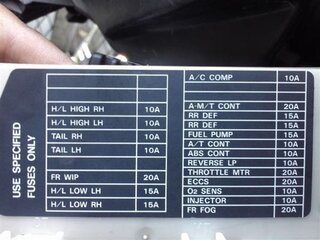 USE SPECIFIED
FUSES ONLY
H/L HIGH RH 10A
H/L HIGH LH 10A
TAIL RH 10A
TAIL LH 10A
FR WIP 20A
H/L LOW LH 15A
H/L LOW RH 15A
A/C COMP 10A
A·M/T CONT 20A
RR DEF 15A
RR DEF 15A
FUEL PUMP 15A
A/T CONT 10A
ABS CONT 10A
REVERSE LP 10A
THROTTLE MTR 20A
ECCS 20A
O2 SENS 10A
INJECTOR 10A
FR FOG 20A